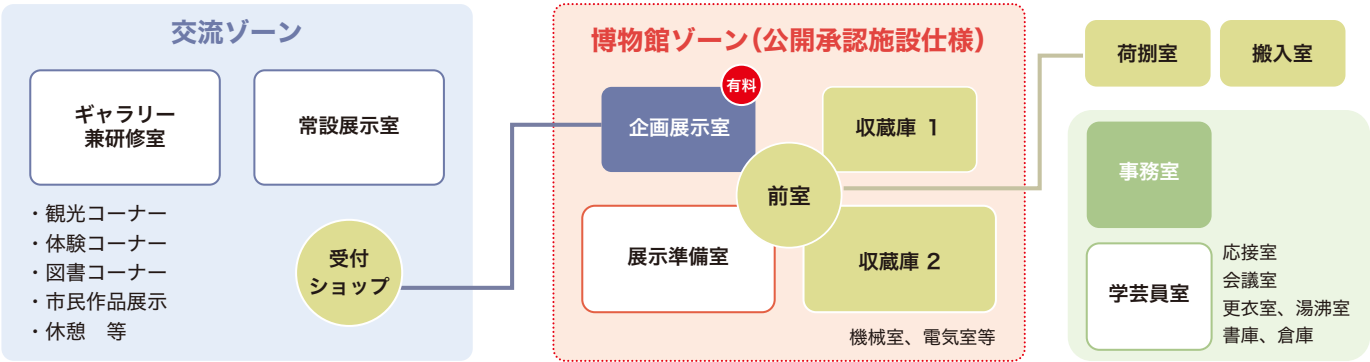 交流ゾーン
ギャラリー
兼研修室
常設展示室
・観光コーナー
・体験コーナー
・図書コーナー
・市民作品展示
・休憩　等
受付
ショップ
博物館ゾーン(公開承認施設仕様)
有料
企画展示室
収蔵庫 1
前室
展示準備室
収蔵庫 2
機械室、電気室等
荷捌室
搬入室
事務室
学芸員室
応接室
会議室
更衣室、湯沸室
書庫、倉庫